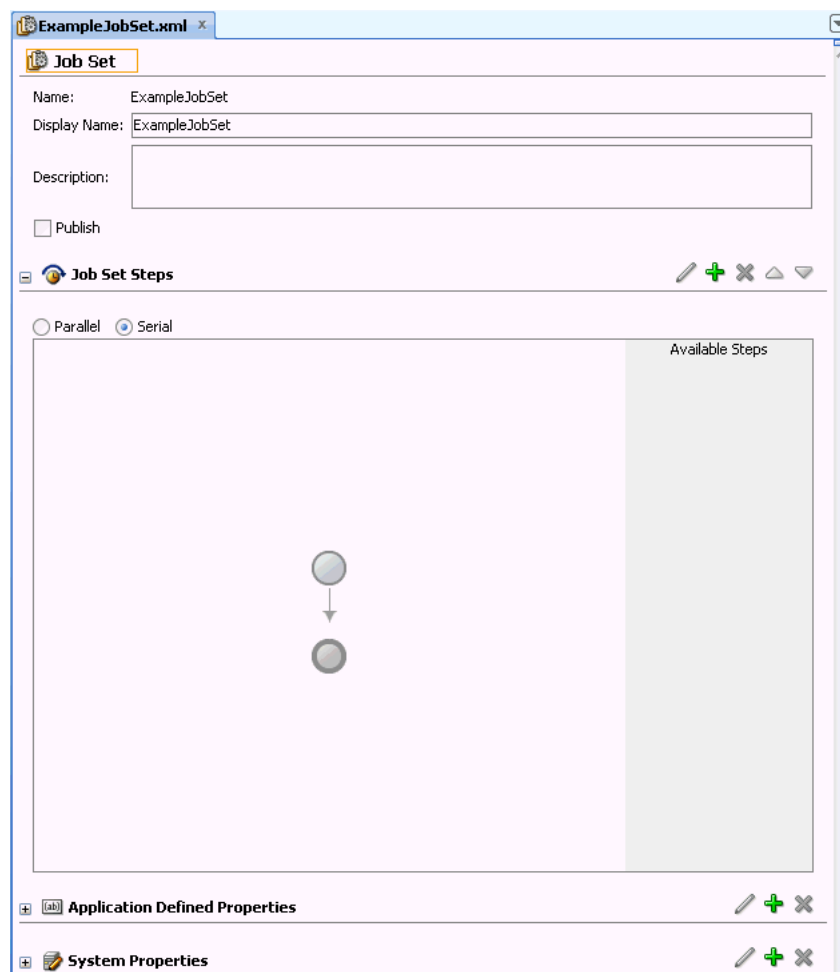 ExampleJobSet.xml x
Job Set
Name: ExampleJobSet
Display Name: ExampleJobSet
Description:
Publish
Job Set Steps
Parallel Serial
Available Steps
(ab) Application Defined Properties
System Properties